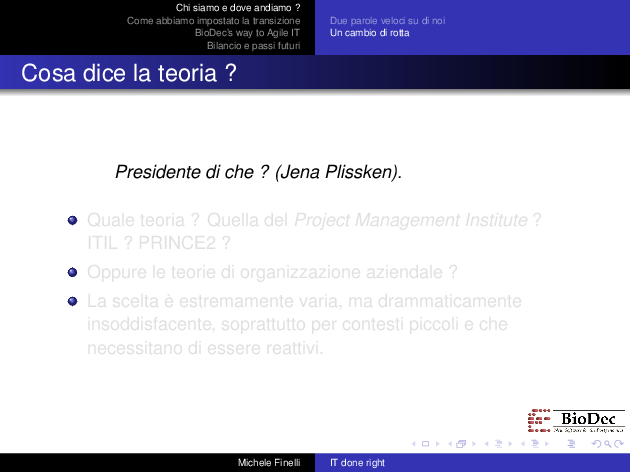 Chi siamo e dove andiamo ?
Come abbiamo impostato la transizione
BioDec's way to Agile IT
Bilancio e passi futuri
Due parole veloci su di noi
Un cambio di rotta
Cosa dice la teoria ?
Presidente di che ? (Jena Plissken).
Quale teoria ? Quella del Project Management Institute ?
ITIL ? PRINCE2 ?
Oppure le teorie di organizzazione aziendale ?
La scelta è estremamente varia, ma drammaticamente
insoddisfacente, soprattutto per contesti piccoli e che
necessitano di essere reattivi.
BioDec
Michele Finelli
IT done right